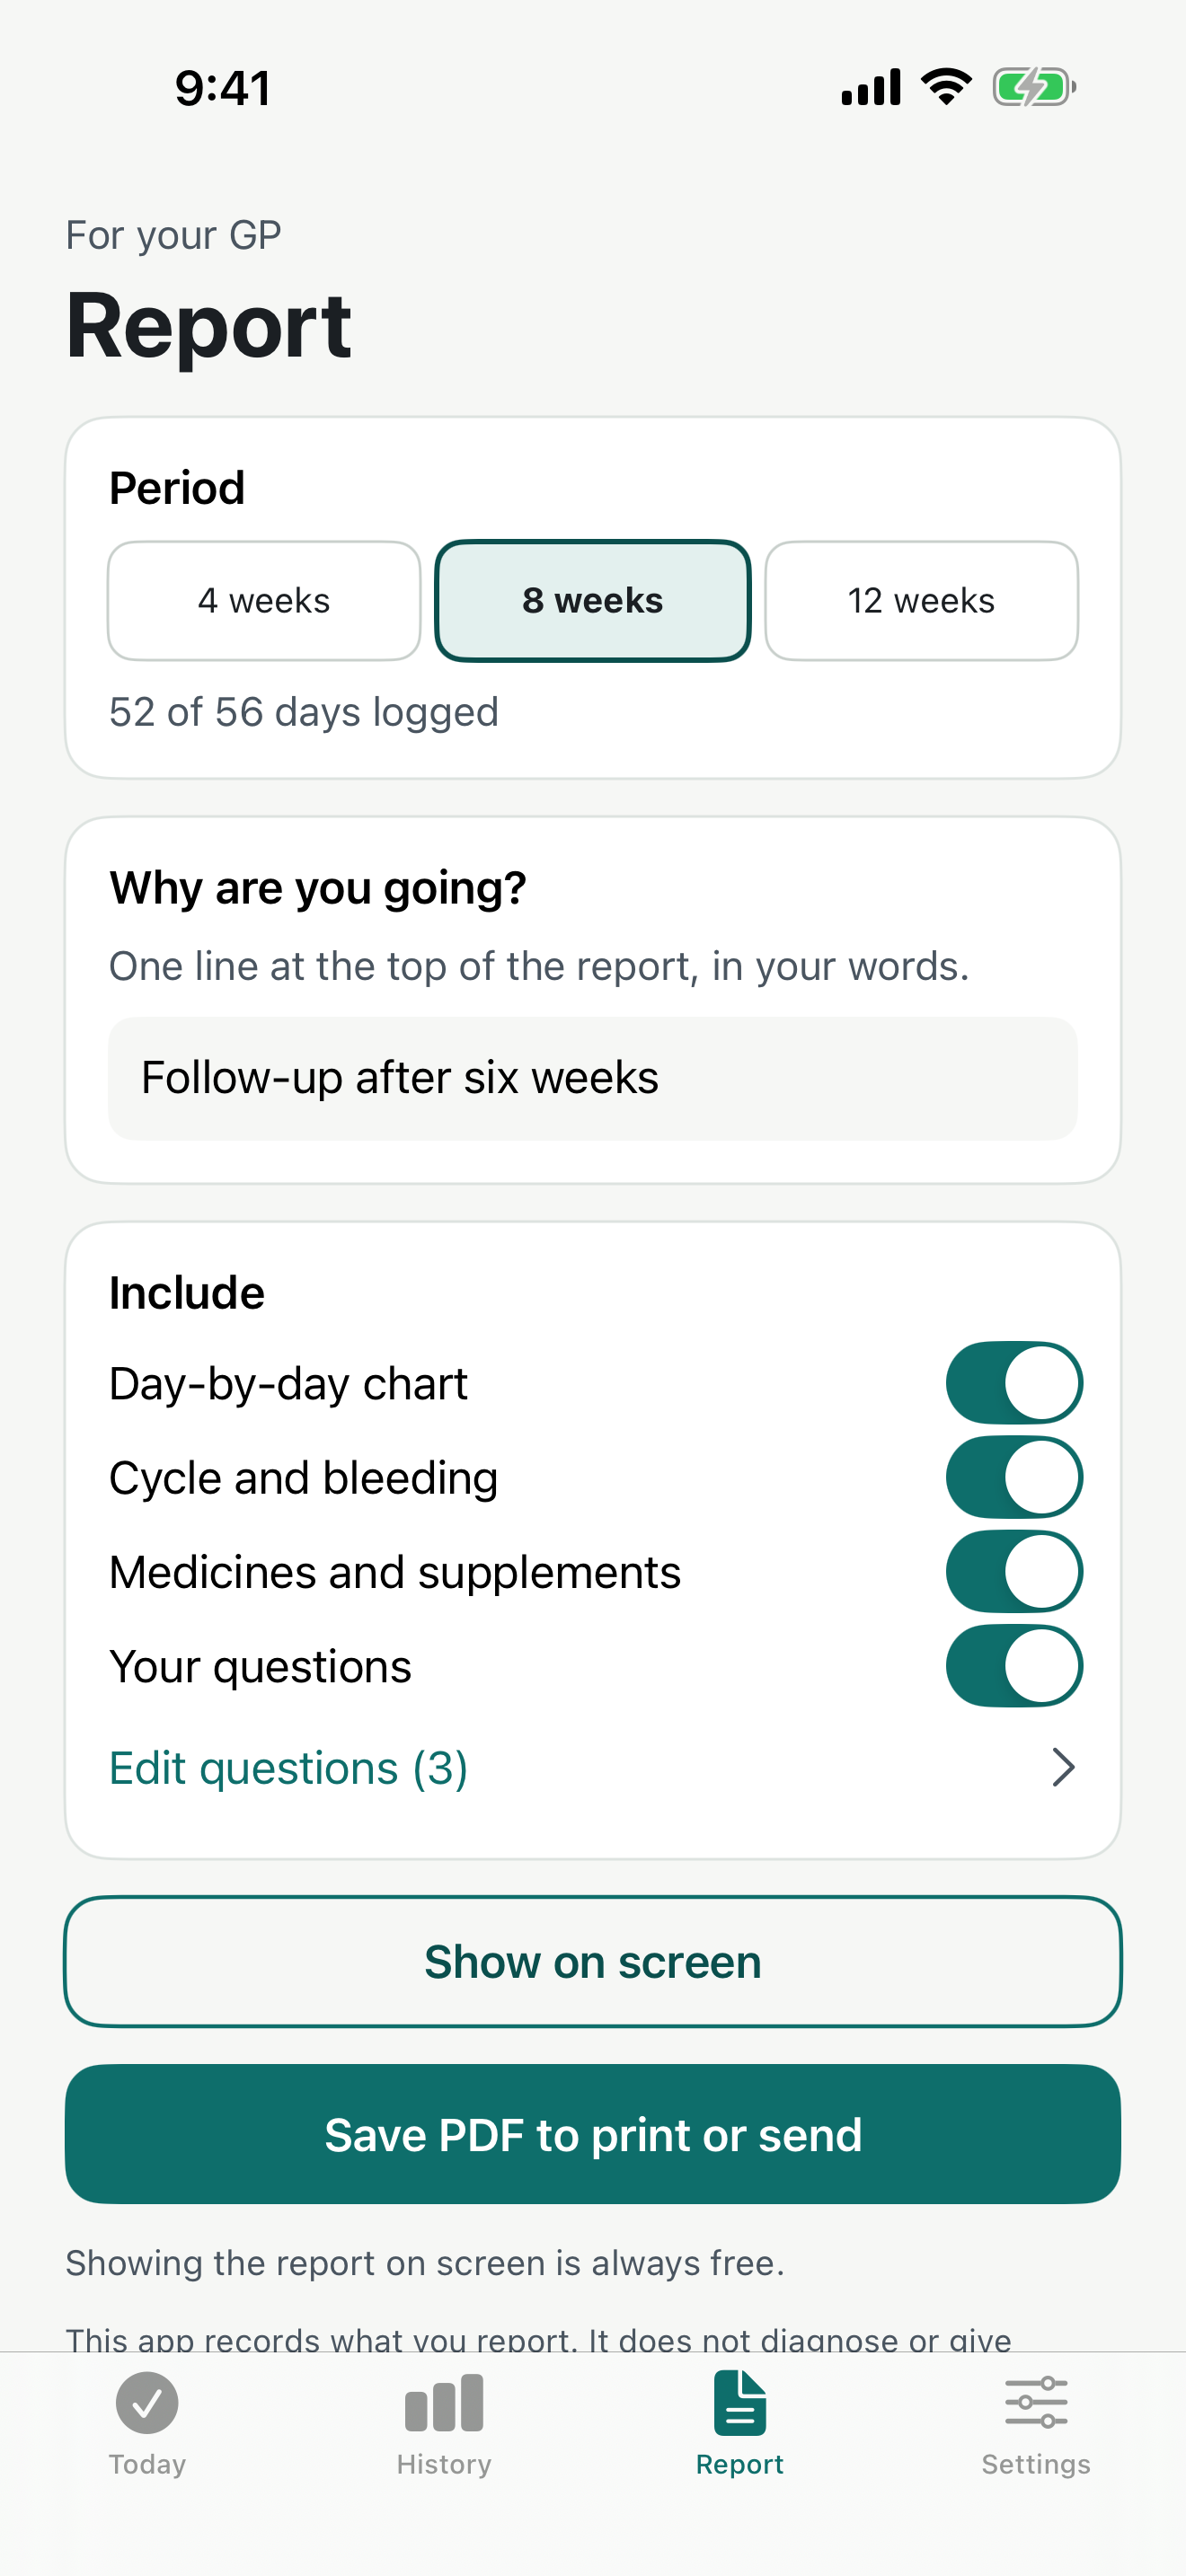 9:41
For your GP
Report
Period
4 weeks
8 weeks
12 weeks
52 of 56 days logged
Why are you going?
One line at the top of the report, in your words.
Follow-up after six weeks
Include
Day-by-day chart
Cycle and bleeding
Medicines and supplements
Your questions
Edit questions (3)
Show on screen
Save PDF to print or send
Showing the report on screen is always free.
This app records what you report. It does not diagnose or give
Today
History
Report
Settings